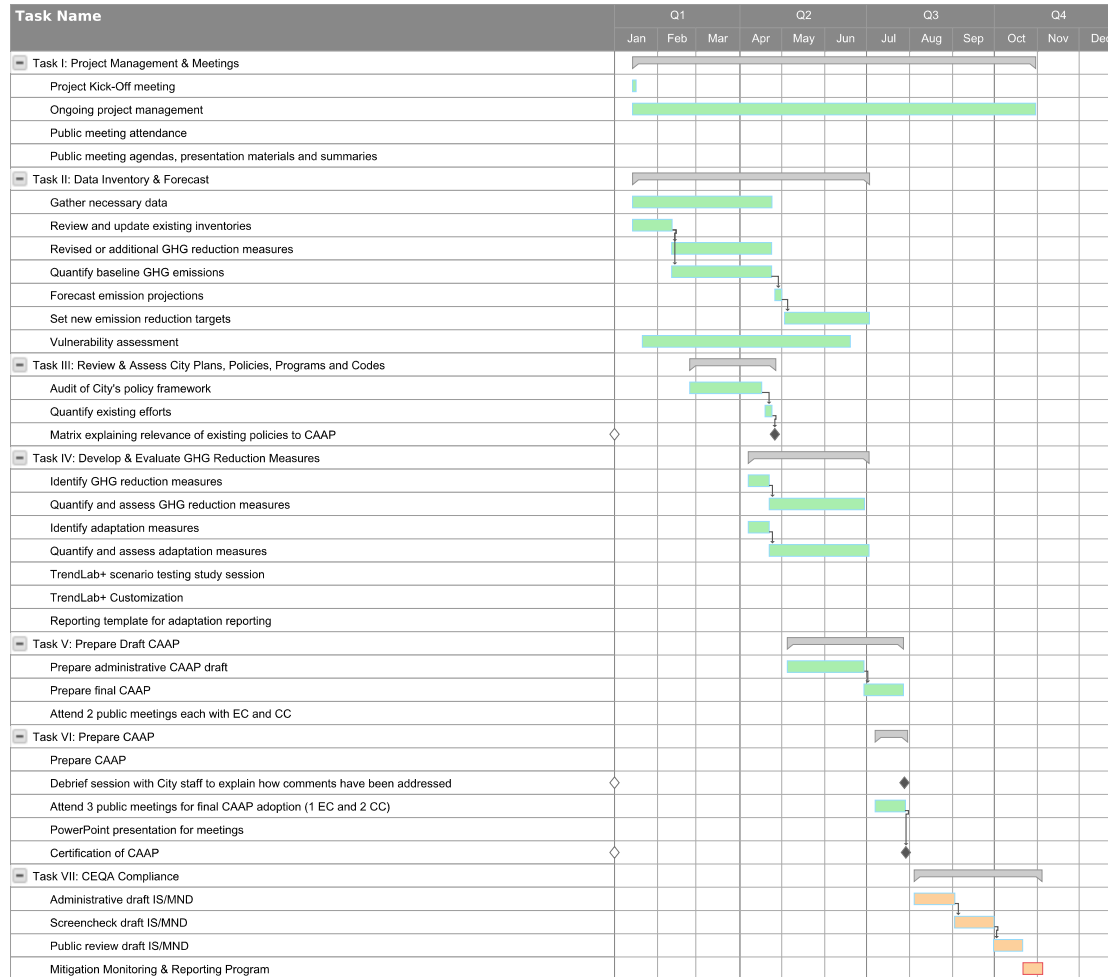 Task Name
Q1 Q2 Q3 Q4
Jan Feb Mar Apr May Jun Jul Aug Sep Oct Nov Dec
Task I: Project Management & Meetings
Project Kick-Off meeting
Ongoing project management
Public meeting attendance
Public meeting agendas, presentation materials and summaries
Task II: Data Inventory & Forecast
Gather necessary data
Review and update existing inventories
Revised or additional GHG reduction measures
Quantify baseline GHG emissions
Forecast emission projections
Set new emission reduction targets
Vulnerability assessment
Task III: Review & Assess City Plans, Policies, Programs and Codes
Audit of City's policy framework
Quantify existing efforts
Matrix explaining relevance of existing policies to CAAP
Task IV: Develop & Evaluate GHG Reduction Measures
Identify GHG reduction measures
Quantify and assess GHG reduction measures
Identify adaptation measures
Quantify and assess adaptation measures
TrendLab+ scenario testing study session
TrendLab+ Customization
Reporting template for adaptation reporting
Task V: Prepare Draft CAAP
Prepare administrative CAAP draft
Prepare final CAAP
Attend 2 public meetings each with EC and CC
Task VI: Prepare CAAP
Prepare CAAP
Debrief session with City staff to explain how comments have been addressed
Attend 3 public meetings for final CAAP adoption (1 EC and 2 CC)
PowerPoint presentation for meetings
Certification of CAAP
Task VII: CEQA Compliance
Administrative draft IS/MND
Screencheck draft IS/MND
Public review draft IS/MND
Mitigation Monitoring & Reporting Program